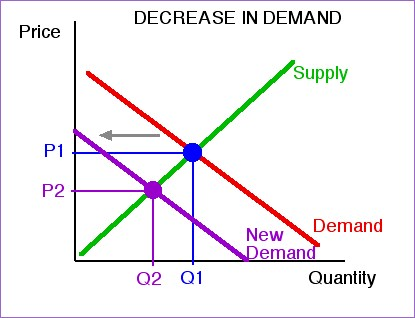 DECREASE IN DEMAND
Price
Supply
P1
P2
Demand
New
Demand
Q2
Q1
Quantity